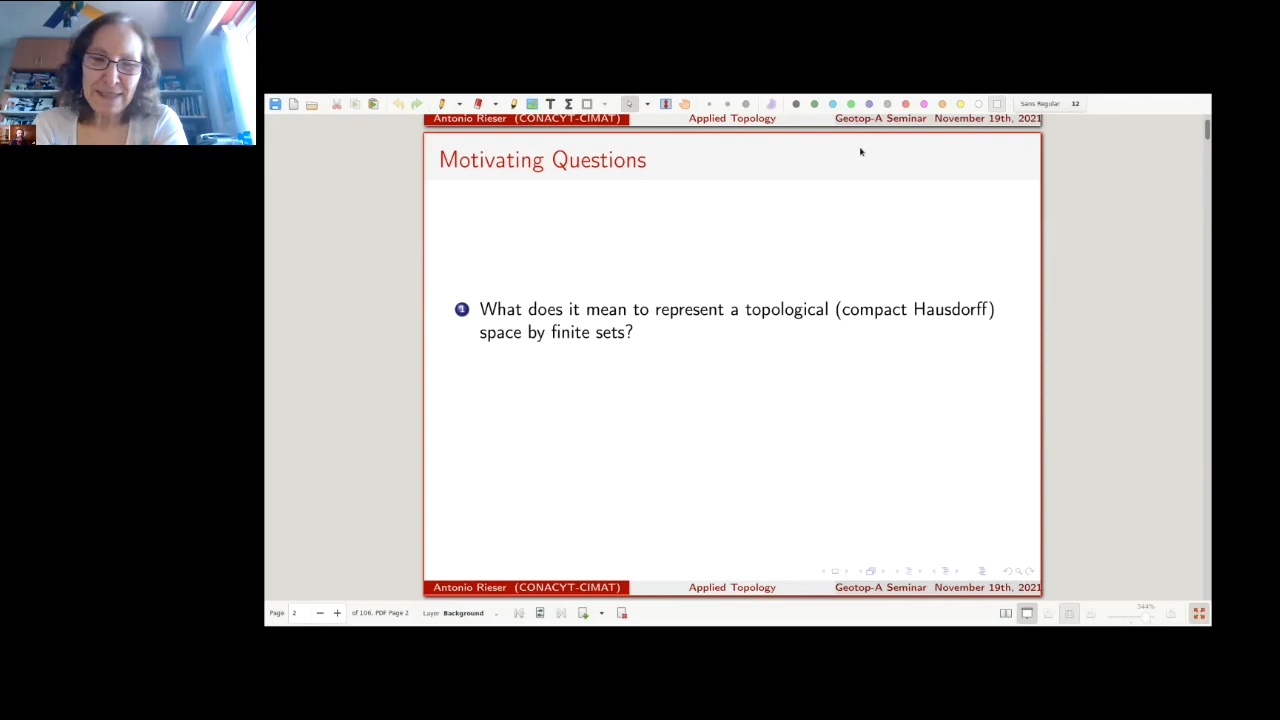 Sans Regular 12
Antonio Rieser (CONACYT-CIMAT) Applied Topology Geotop-A Seminar November 19th, 2021
Motivating Questions
1 What does it mean to represent a topological (compact Hausdorff)
space by finite sets?
Antonio Rieser (CONACYT-CIMAT) Applied Topology Geotop-A Seminar November 19th, 2021
Page 2 of 106, PDF Page 2 Layer Background 344%